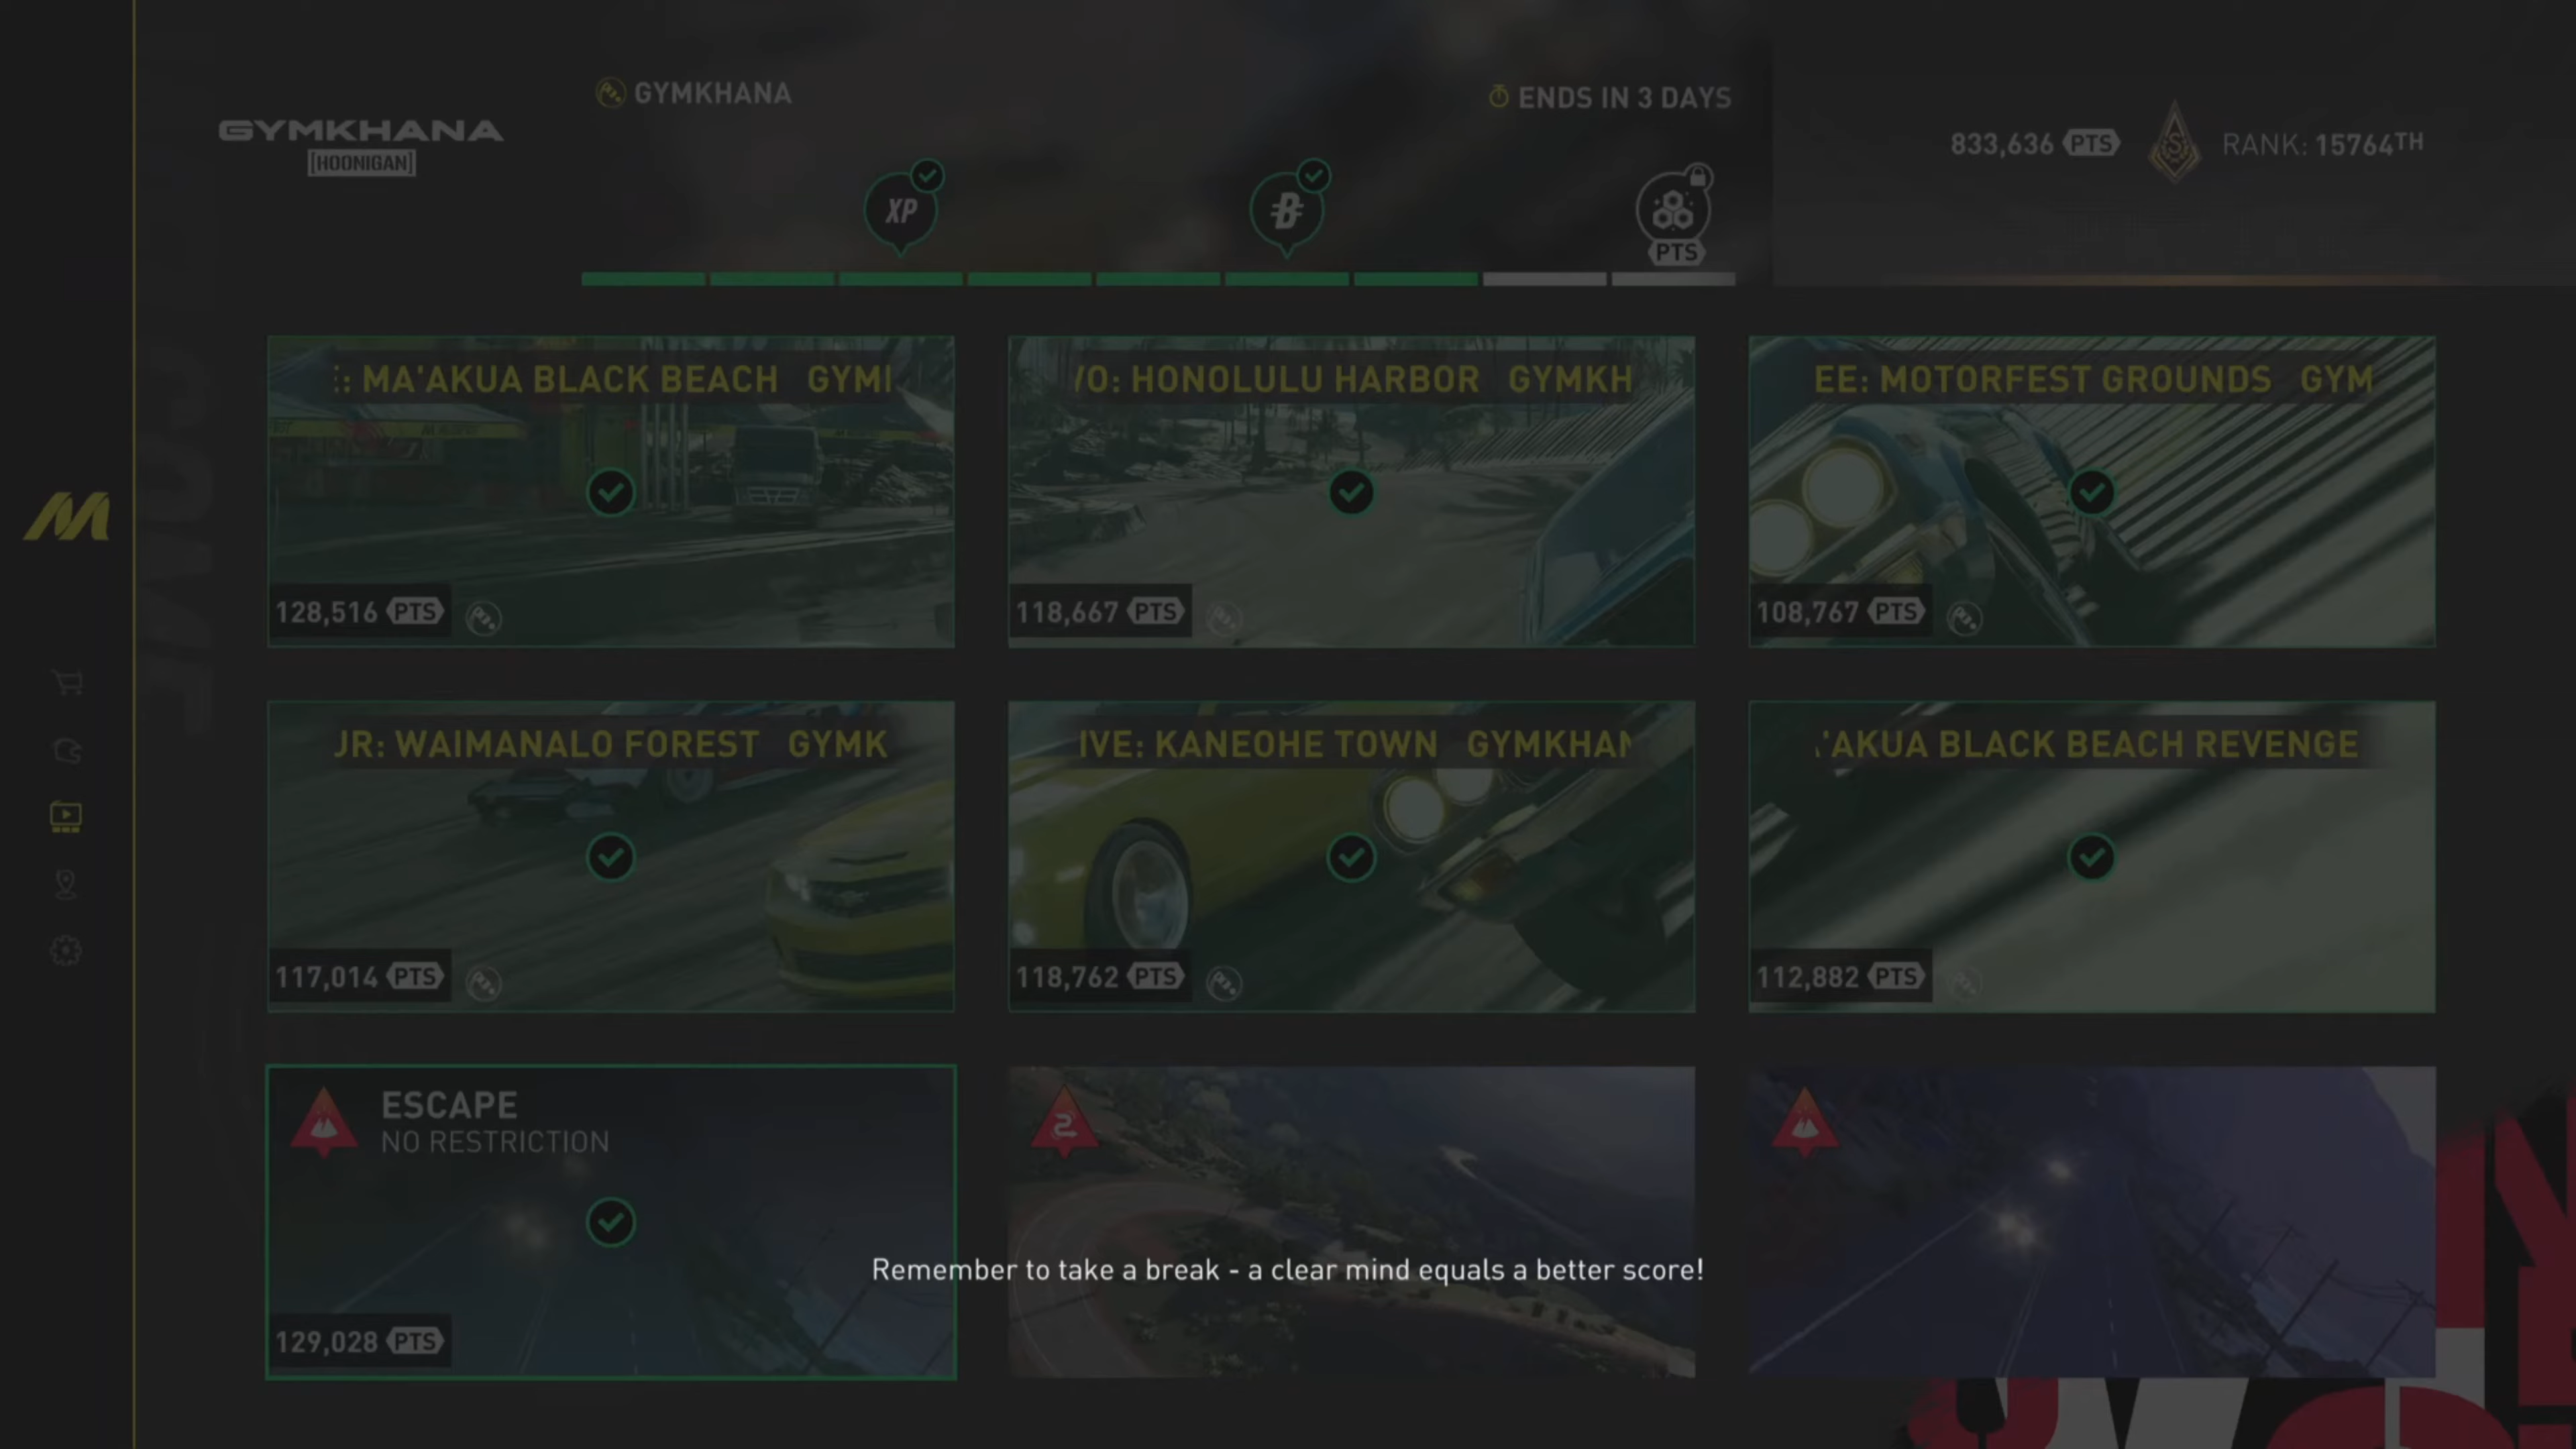 GYMKHANA
[HOONIGAN]
GYMKHANA
ENDS IN 3 DAYS
833,636 PTS
RANK: 15764TH
XP
PTS
: MA'AKUA BLACK BEACH GYM
/O: HONOLULU HARBOR GYMKH
EE: MOTORFEST GROUNDS GYM
128,516 PTS
118,667 PTS
108,767 PTS
JR: WAIMANALO FOREST GYMK
IVE: KANEOHE TOWN GYMKHA
'AKUA BLACK BEACH REVENGE
117,014 PTS
118,762 PTS
112,882 PTS
ESCAPE
NO RESTRICTION
Remember to take a break - a clear mind equals a better score!
129,028 PTS